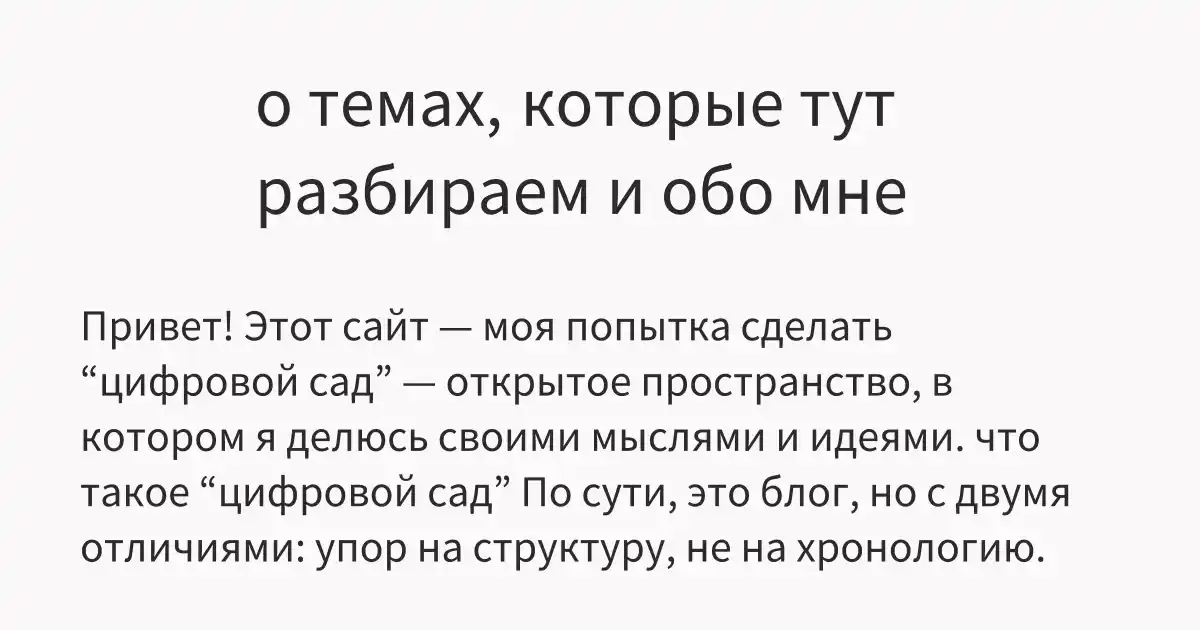 о темах, которые тут
разбираем и обо мне
Привет! Этот сайт — моя попытка сделать
“цифровой сад” — открытое пространство, в
котором я делюсь своими мыслями и идеями. что
такое “цифровой сад” По сути, это блог, но с двумя
отличиями: упор на структуру, не на хронологию.